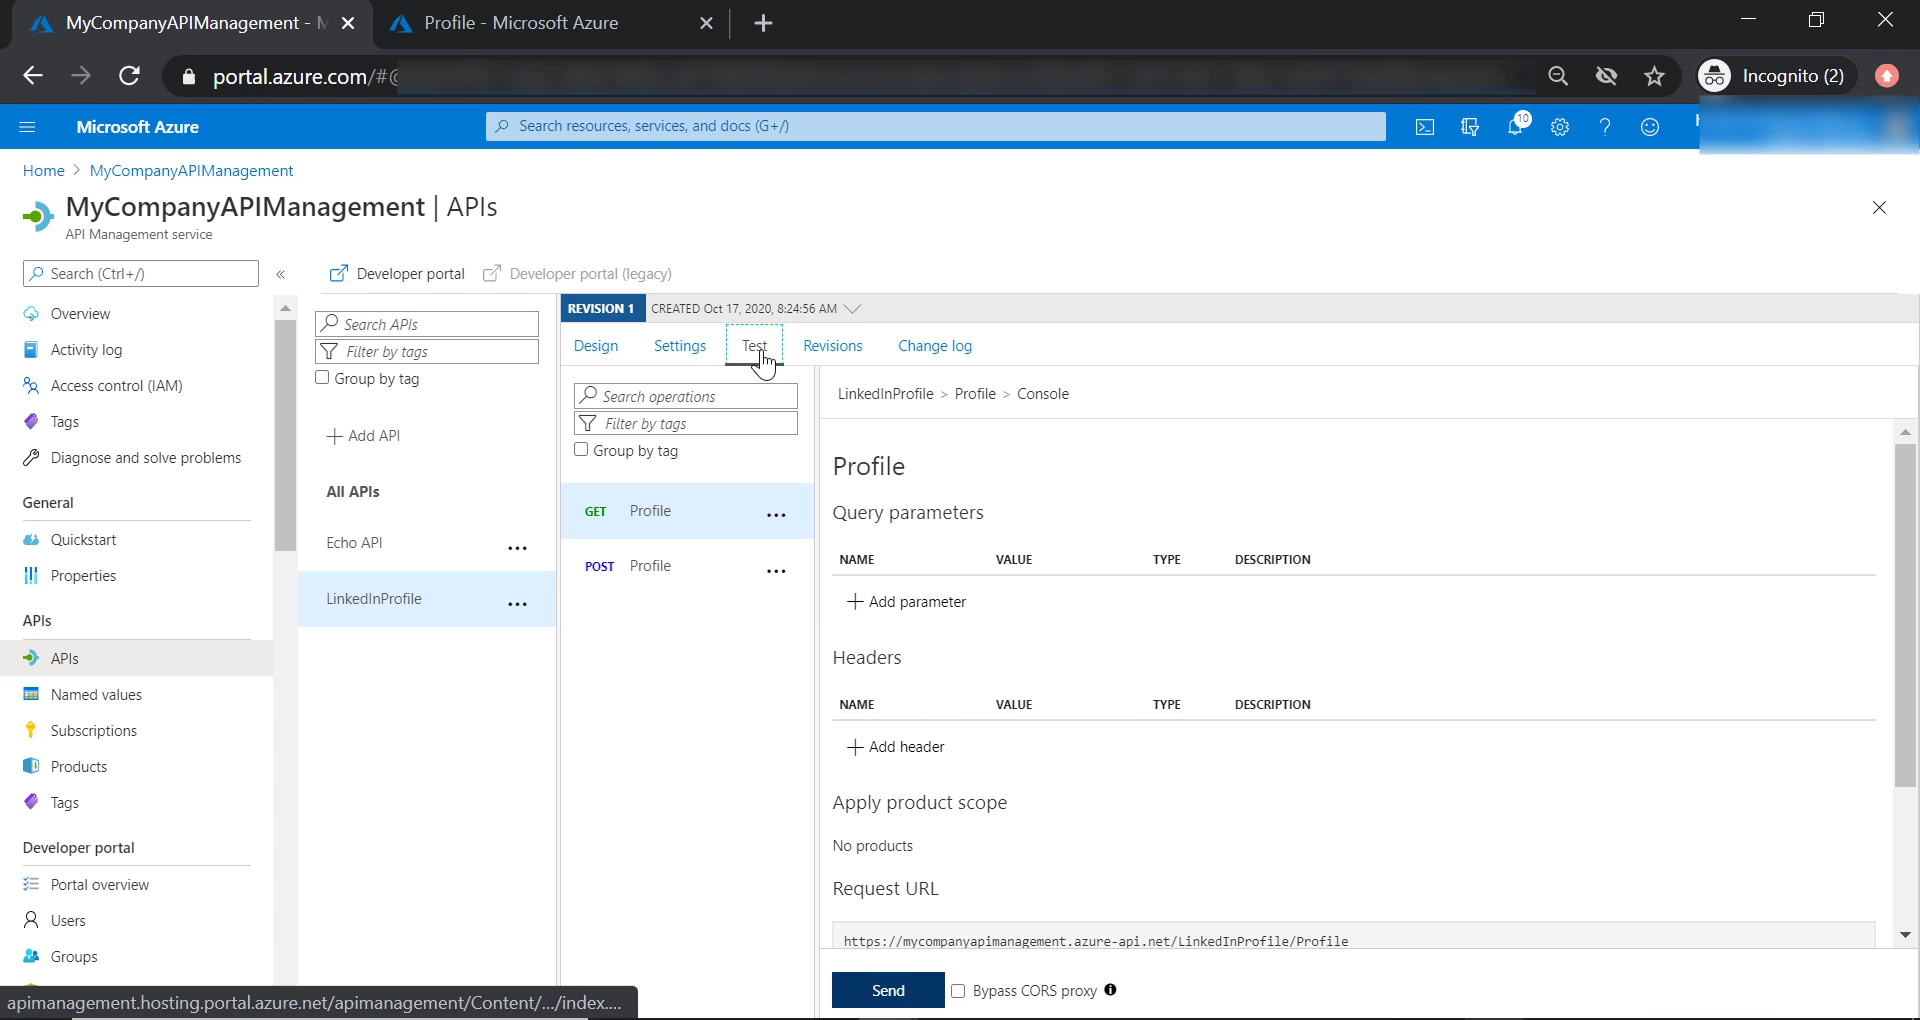 MyCompanyAPIManagement - M
Profile - Microsoft Azure
portal.azure.com/#@
Incognito (2)
Microsoft Azure
Search resources, services, and docs (G+/)
10
Home > MyCompanyAPIManagement
MyCompanyAPIManagement | APIs
API Management service
Search (Ctrl+/)
«
Developer portal
Developer portal (legacy)
Overview
Activity log
Access control (IAM)
Tags
Diagnose and solve problems
General
Quickstart
Properties
APIs
APIs
Named values
Subscriptions
Products
Tags
Developer portal
Portal overview
Users
Groups
apimanagement.hosting.portal.azure.net/apimanagement/Content/.../index....
Search APIs
Filter by tags
Group by tag
+ Add API
All APIs
Echo API
...
LinkedInProfile
...
REVISION 1
CREATED Oct 17, 2020, 8:24:56 AM
Design
Settings
Test
Revisions
Change log
Search operations
Filter by tags
Group by tag
GET Profile ...
POST Profile ...
LinkedInProfile > Profile > Console
Profile
Query parameters
NAME VALUE TYPE DESCRIPTION
+ Add parameter
Headers
NAME VALUE TYPE DESCRIPTION
+ Add header
Apply product scope
No products
Request URL
https://mycompanyapimanagement.azure-api.net/LinkedInProfile/Profile
Send
Bypass CORS proxy